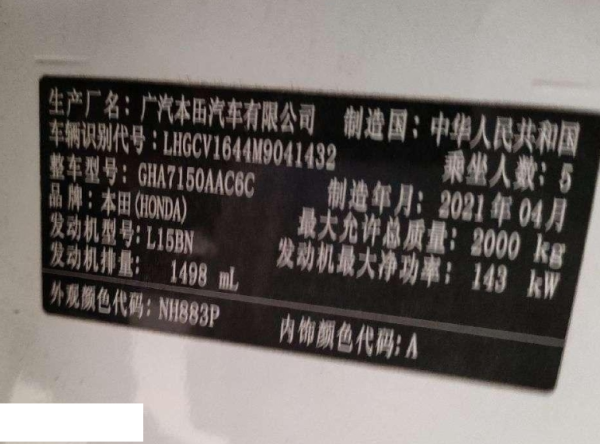 生产厂名：广汽本田汽车有限公司 制造国：中华人民共和国
车辆识别代号：LHGCV1644M9041432 乘坐人数：5
整车型号：GHA7150AAC6C 制造年月：2021年04月
品牌：本田(HONDA) 最大允许总质量：2000 kg
发动机型号：L15BN 发动机最大净功率：143 kW
发动机排量： 1498 mL
外观颜色代码：NH883P 内饰颜色代码：A